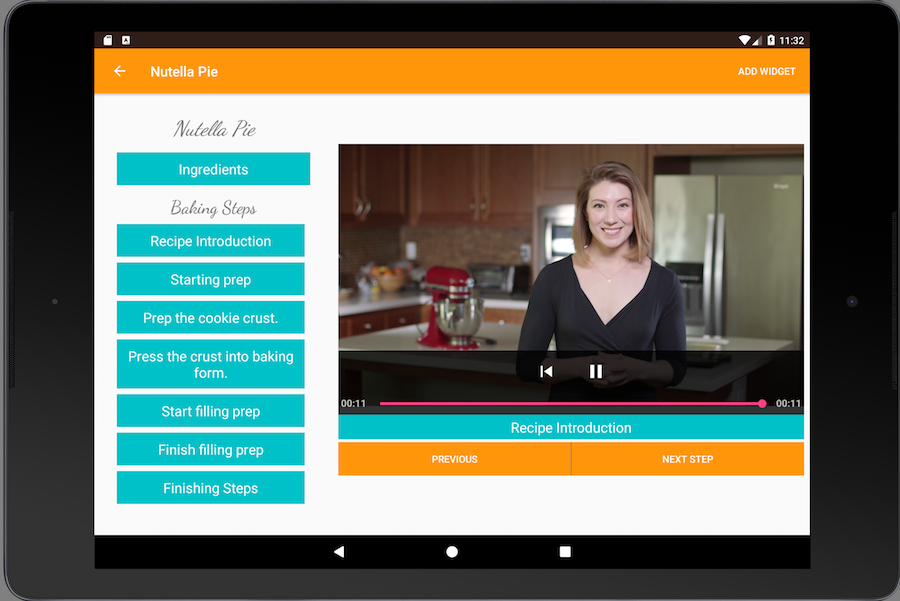 11:32
Nutella Pie
ADD WIDGET
Nutella Pie
Ingredients
Baking Steps
Recipe Introduction
Starting prep
Prep the cookie crust.
Press the crust into baking
form.
Start filling prep
Finish filling prep
Finishing Steps
00:11
00:11
Recipe Introduction
PREVIOUS
NEXT STEP